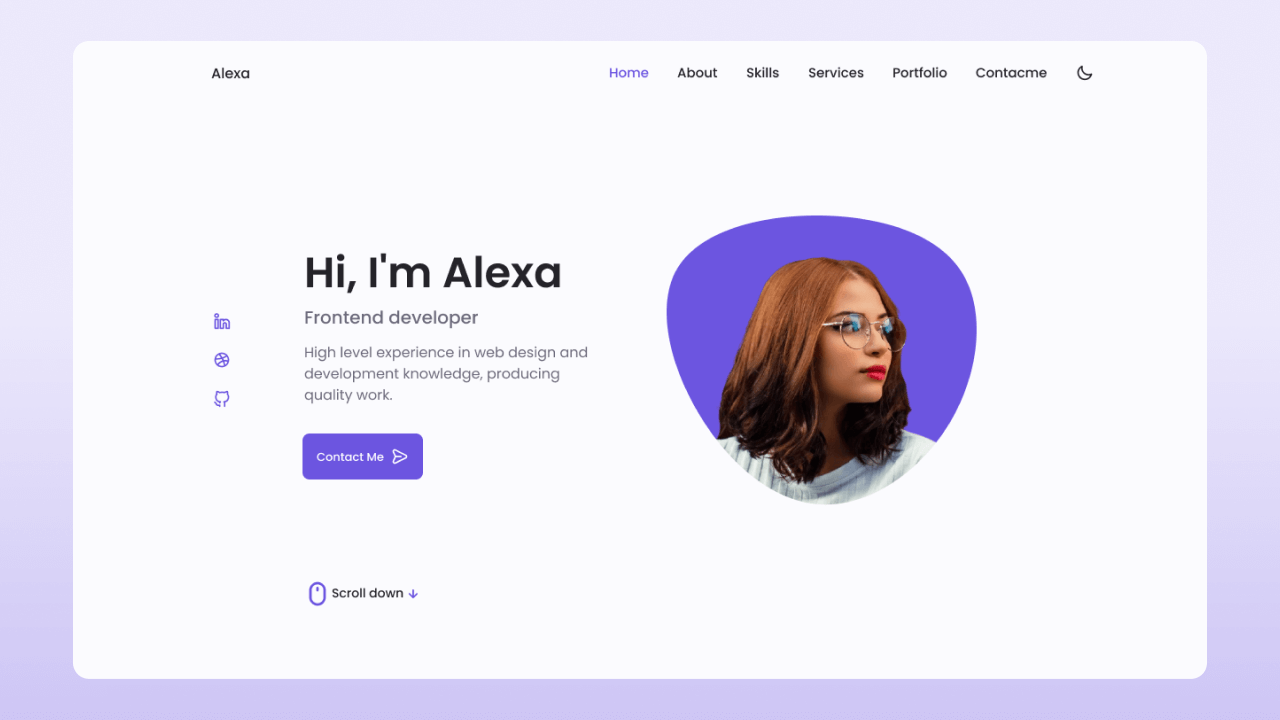 Alexa
Home About Skills Services Portfolio Contacme
Hi, I'm Alexa
Frontend developer
High level experience in web design and
development knowledge, producing
quality work.
Contact Me
Scroll down